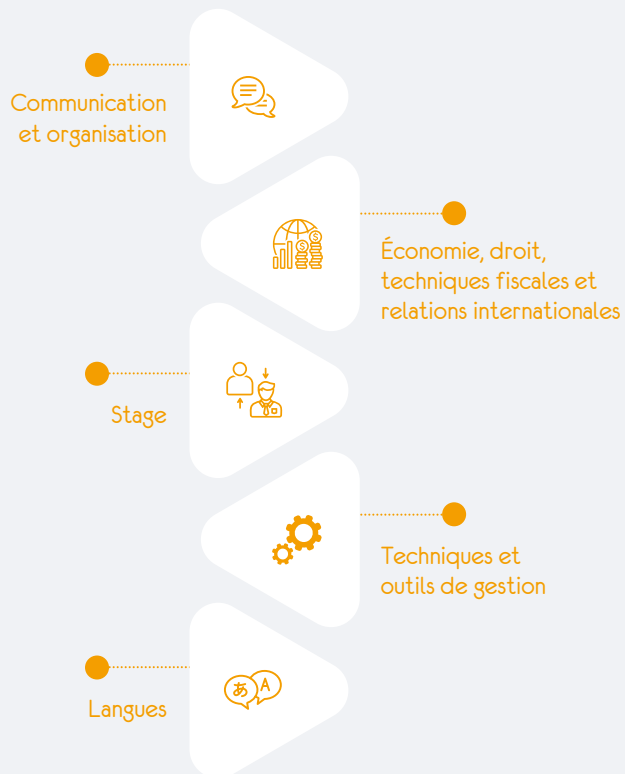 Communication
et organisation
$
$
Économie, droit,
techniques fiscales et
relations internationales
Stage
Techniques et
outils de gestion
あ A
Langues